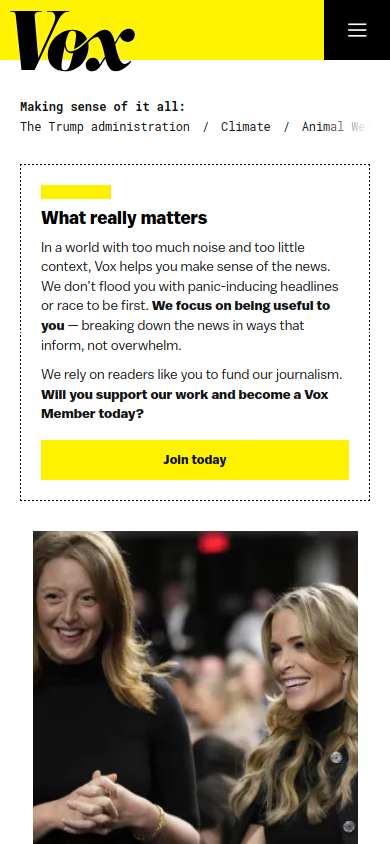 Vox
Making sense of it all:
The Trump administration / Climate / Animal We
What really matters
In a world with too much noise and too little
context, Vox helps you make sense of the news.
We don't flood you with panic-inducing headlines
or race to be first. We focus on being useful to
you — breaking down the news in ways that
inform, not overwhelm.
We rely on readers like you to fund our journalism.
Will you support our work and become a Vox
Member today?
Join today